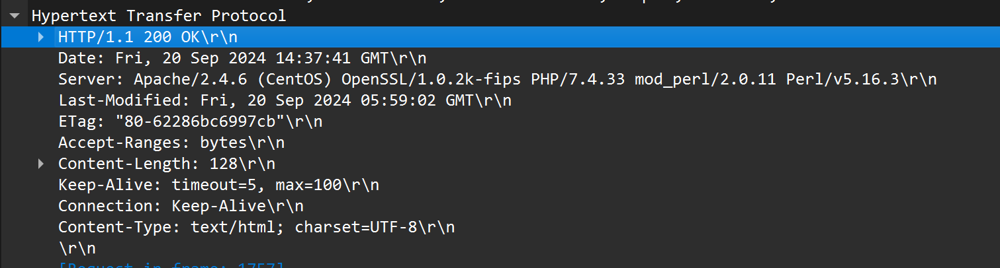 Hypertext Transfer Protocol
HTTP/1.1 200 OK\r\n
Date: Fri, 20 Sep 2024 14:37:41 GMT\r\n
Server: Apache/2.4.6 (CentOS) OpenSSL/1.0.2k-fips PHP/7.4.33 mod_perl/2.0.11 Perl/v5.16.3\r\n
Last-Modified: Fri, 20 Sep 2024 05:59:02 GMT\r\n
ETag: "80-62286bc6997cb"\r\n
Accept-Ranges: bytes\r\n
Content-Length: 128\r\n
Keep-Alive: timeout=5, max=100\r\n
Connection: Keep-Alive\r\n
Content-Type: text/html; charset=UTF-8\r\n
\r\n
[Request in frame: 1757]